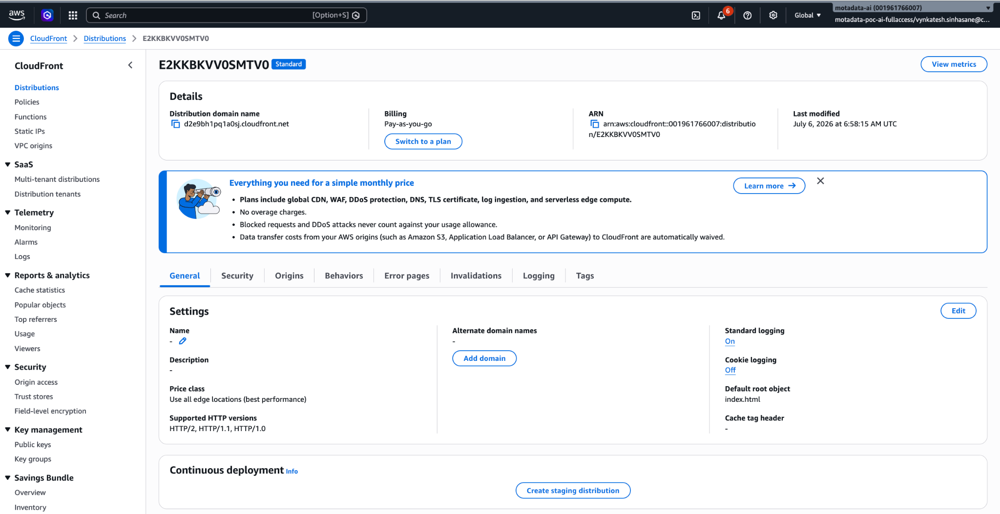 aws
Search
[Option+S]
6
Global
motadata-ai (001961766007)
motadata-poc-ai-fullaccess/vynkatesh.sinhasane@c...
CloudFront
Distributions
E2KKBKVV0SMTV0
CloudFront
Distributions
Policies
Functions
Static IPs
VPC origins
SaaS
Multi-tenant distributions
Distribution tenants
Telemetry
Monitoring
Alarms
Logs
Reports & analytics
Cache statistics
Popular objects
Top referrers
Usage
Viewers
Security
Origin access
Trust stores
Field-level encryption
Key management
Public keys
Key groups
Savings Bundle
Overview
Inventory
E2KKBKVV0SMTV0
Standard
View metrics
Details
Distribution domain name
d2e9bh1pq1a0sj.cloudfront.net
Billing
Pay-as-you-go
Switch to a plan
ARN
arn:aws:cloudfront::001961766007:distributio
n/E2KKBKVV0SMTV0
Last modified
July 6, 2026 at 6:58:15 AM UTC
Everything you need for a simple monthly price
• Plans include global CDN, WAF, DDoS protection, DNS, TLS certificate, log ingestion, and serverless edge compute.
• No overage charges.
• Blocked requests and DDoS attacks never count against your usage allowance.
• Data transfer costs from your AWS origins (such as Amazon S3, Application Load Balancer, or API Gateway) to CloudFront are automatically waived.
Learn more
General
Security
Origins
Behaviors
Error pages
Invalidations
Logging
Tags
Settings
Edit
Name
-
Description
-
Price class
Use all edge locations (best performance)
Supported HTTP versions
HTTP/2, HTTP/1.1, HTTP/1.0
Alternate domain names
-
Add domain
Standard logging
On
Cookie logging
Off
Default root object
index.html
Cache tag header
-
Continuous deployment Info
Create staging distribution